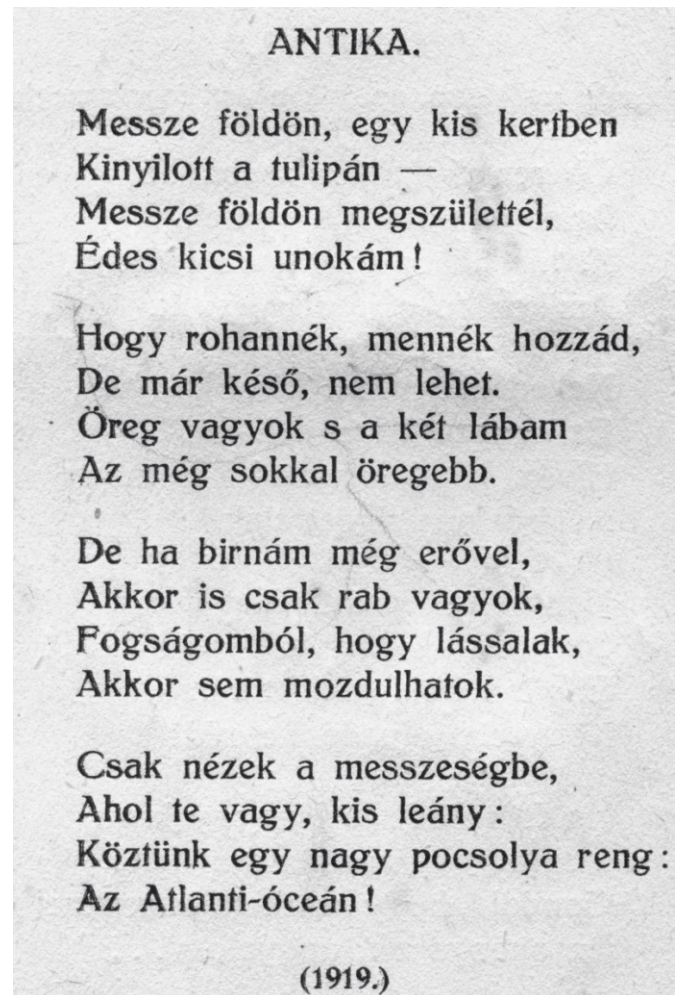 ANTIKA.
Messze földön, egy kis kertben
Kinyilott a tulipán —
Messze földön megszülettél,
Édes kicsi unokám!
Hogy rohannék, mennék hozzád,
De már késő, nem lehet.
Öreg vagyok s a két lábam
Az még sokkal öregebb.
De ha birnám még erővel,
Akkor is csak rab vagyok,
Fogságomból, hogy lássalak,
Akkor sem mozdulhatok.
Csak nézek a messzeségbe,
Ahol te vagy, kis leány:
Köztünk egy nagy pocsolya reng:
Az Atlanti-óceán!
(1919.)